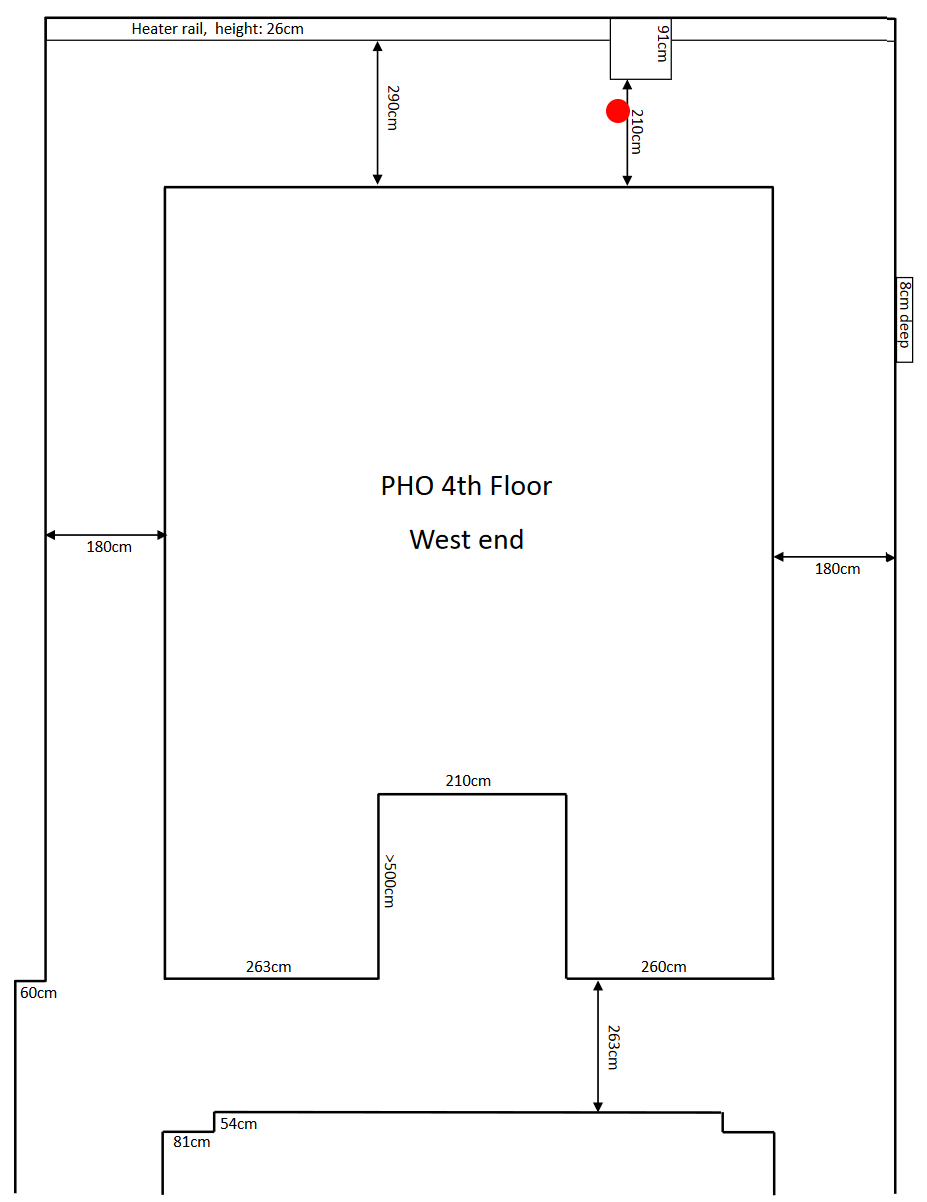 Heater rail, height: 26cm
91cm
290cm
210cm
8cm deep
PHO 4th Floor
West end
180cm
180cm
210cm
>500cm
263cm
260cm
60cm
263cm
54cm
81cm